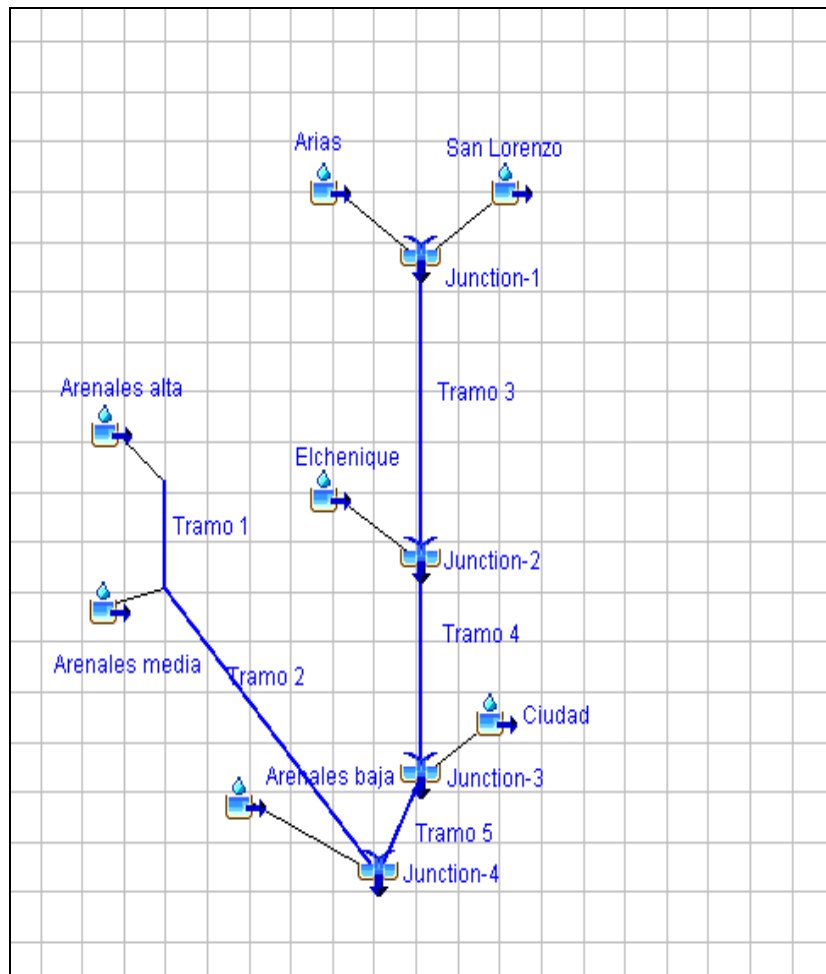 Arias
San Lorenzo
Junction-1
Arenales alta
Tramo 3
Elchenique
Tramo 1
Junction-2
Arenales media
Tramo 2
Tramo 4
Ciudad
Arenales baja
Junction-3
Tramo 5
Junction-4